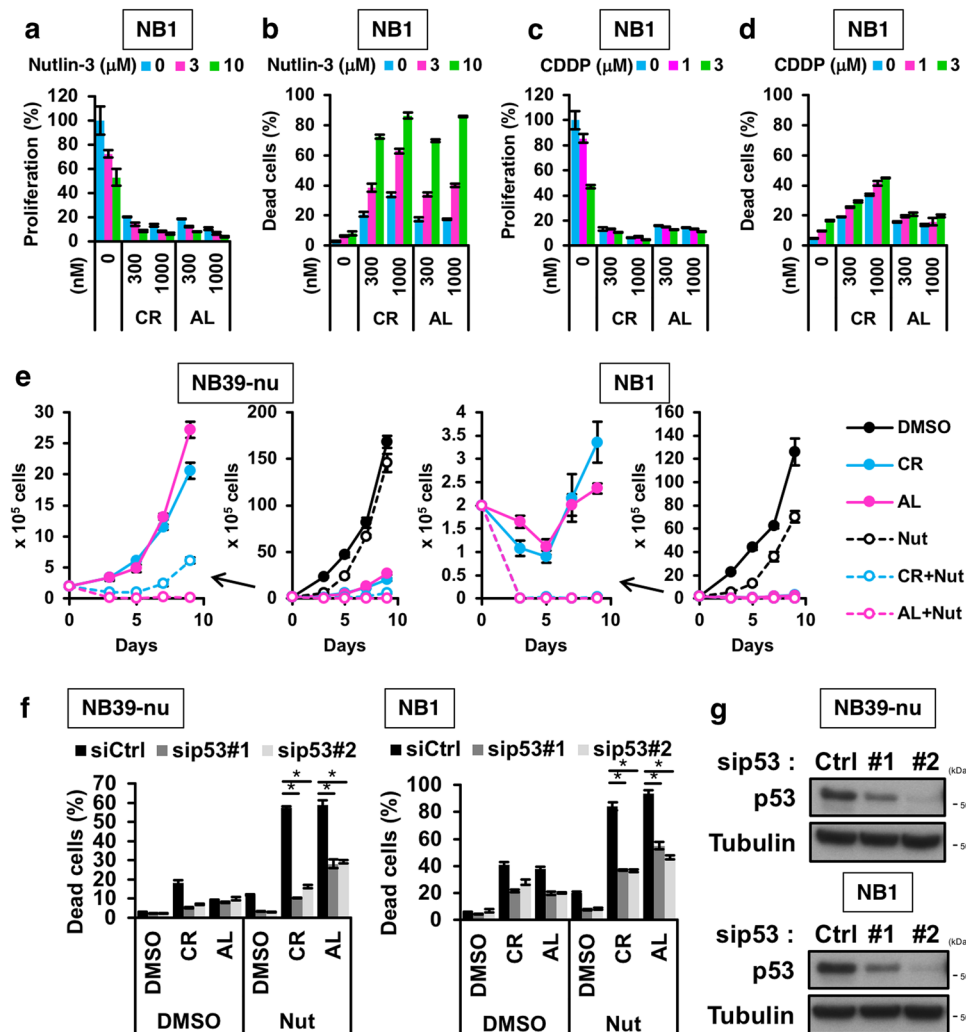 a NB1
Nutlin-3 (μM) 0 3 10
Proliferation (%)
120
100
80
60
40
20
0
(nM) 0 300 1000 300 1000
CR AL
b NB1
Nutlin-3 (μM) 0 3 10
Dead cells (%)
100
80
60
40
20
0
(nM) 0 300 1000 300 1000
CR AL
c NB1
CDDP (μM) 0 1 3
Proliferation (%)
120
100
80
60
40
20
0
(nM) 0 300 1000 300 1000
CR AL
d NB1
CDDP (μM) 0 1 3
Dead cells (%)
80
60
40
20
0
(nM) 0 300 1000 300 1000
CR AL
e NB39-nu
x 10⁵ cells
30
25
20
15
10
5
0
0 5 10
Days
x 10⁵ cells
200
150
100
50
0
0 5 10
Days
NB1
x 10⁵ cells
4
3.5
3
2.5
2
1.5
1
0.5
0
0 5 10
Days
x 10⁵ cells
160
140
120
100
80
60
40
20
0
0 5 10
Days
DMSO
CR
AL
Nut
CR+Nut
AL+Nut
f NB39-nu
siCtrl sip53#1 sip53#2
Dead cells (%)
70
60
50
40
30
20
10
0
* * * *
DMSO CR AL DMSO CR AL
DMSO Nut
NB1
siCtrl sip53#1 sip53#2
Dead cells (%)
100
80
60
40
20
0
* * * *
DMSO CR AL DMSO CR AL
DMSO Nut
g NB39-nu
sip53 : Ctrl #1 #2
p53
Tubulin
NB1
sip53 : Ctrl #1 #2
p53
Tubulin